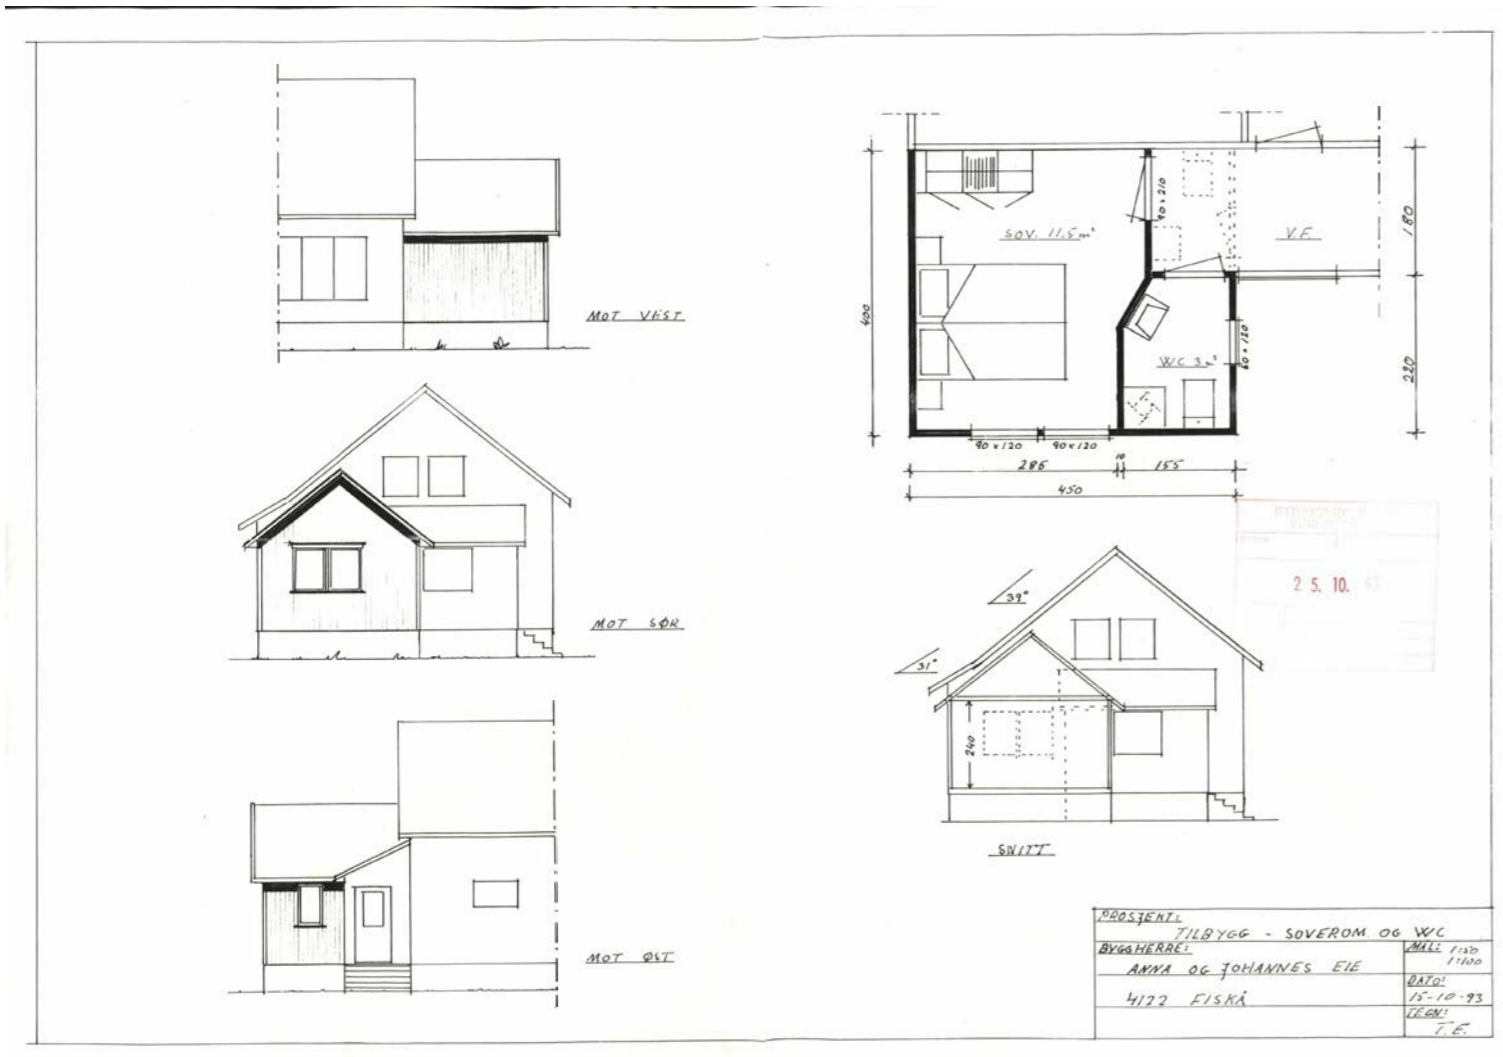 MOT VEST
MOT SØR
MOT ØST
400
SOV. 11.5 m²
90 x 210
V.F.
180
220
WC 3 m²
60 x 120
90 x 120
90 x 120
286
10
155
450
25. 10. 93
39°
31°
240
SNITT
PROSJEKT:
TILBYGG - SOVEROM OG WC
BYGGHERRE:
ANNA OG JOHANNES EIE
4122 FISKÅ
MÅL: 1:50
1:100
DATO:
15-10-93
TEGN:
T.E.